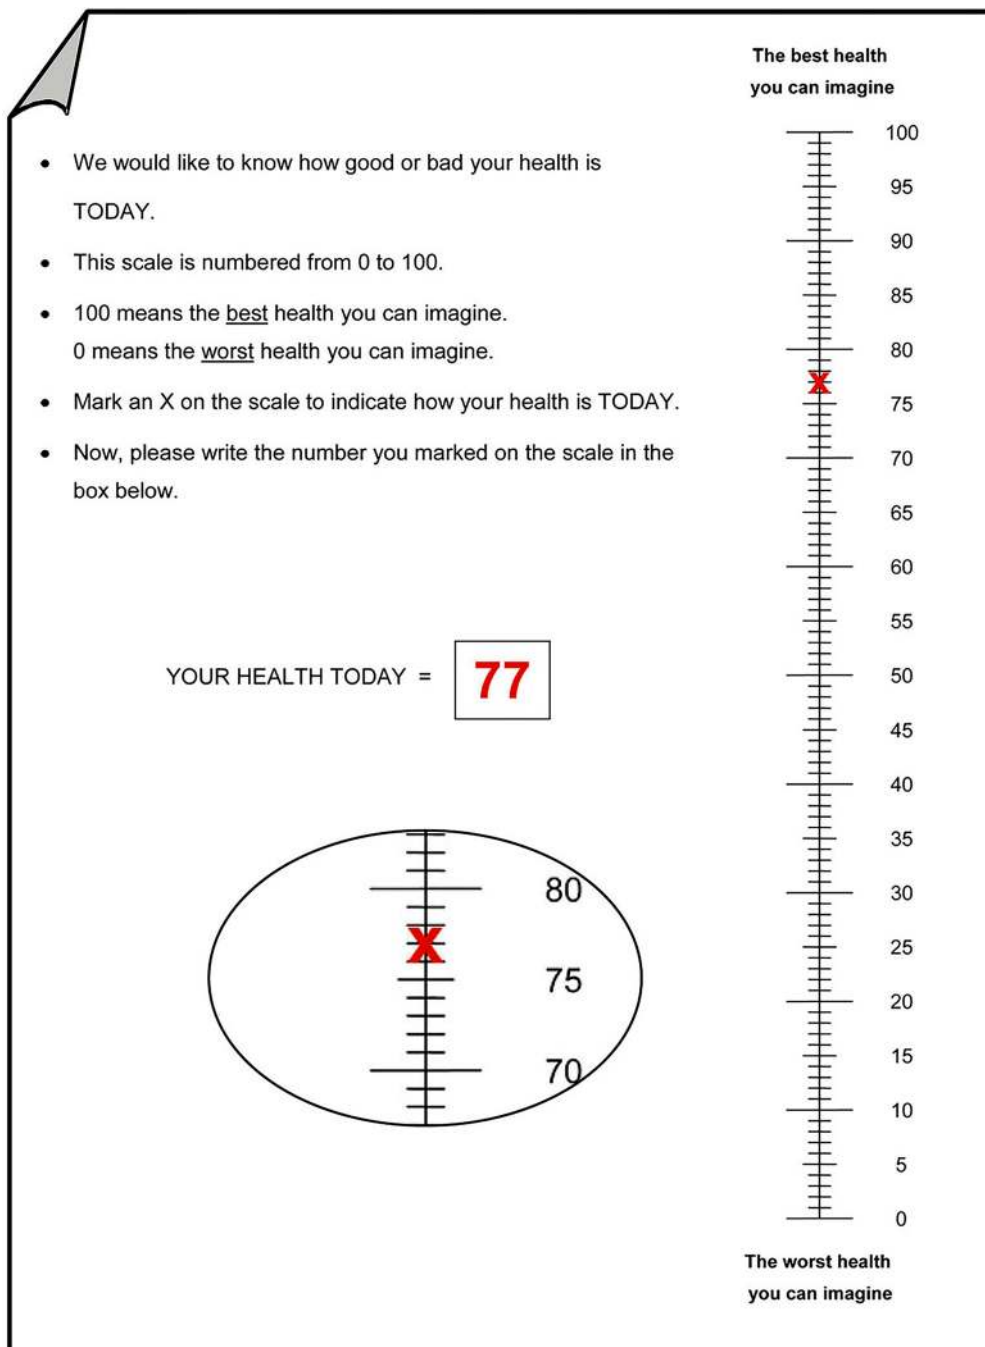 The best health
you can imagine
• We would like to know how good or bad your health is
TODAY.
• This scale is numbered from 0 to 100.
• 100 means the best health you can imagine.
0 means the worst health you can imagine.
• Mark an X on the scale to indicate how your health is TODAY.
• Now, please write the number you marked on the scale in the
box below.
YOUR HEALTH TODAY = 77
80
X
75
70
100
95
90
85
80
X
75
70
65
60
55
50
45
40
35
30
25
20
15
10
5
0
The worst health
you can imagine